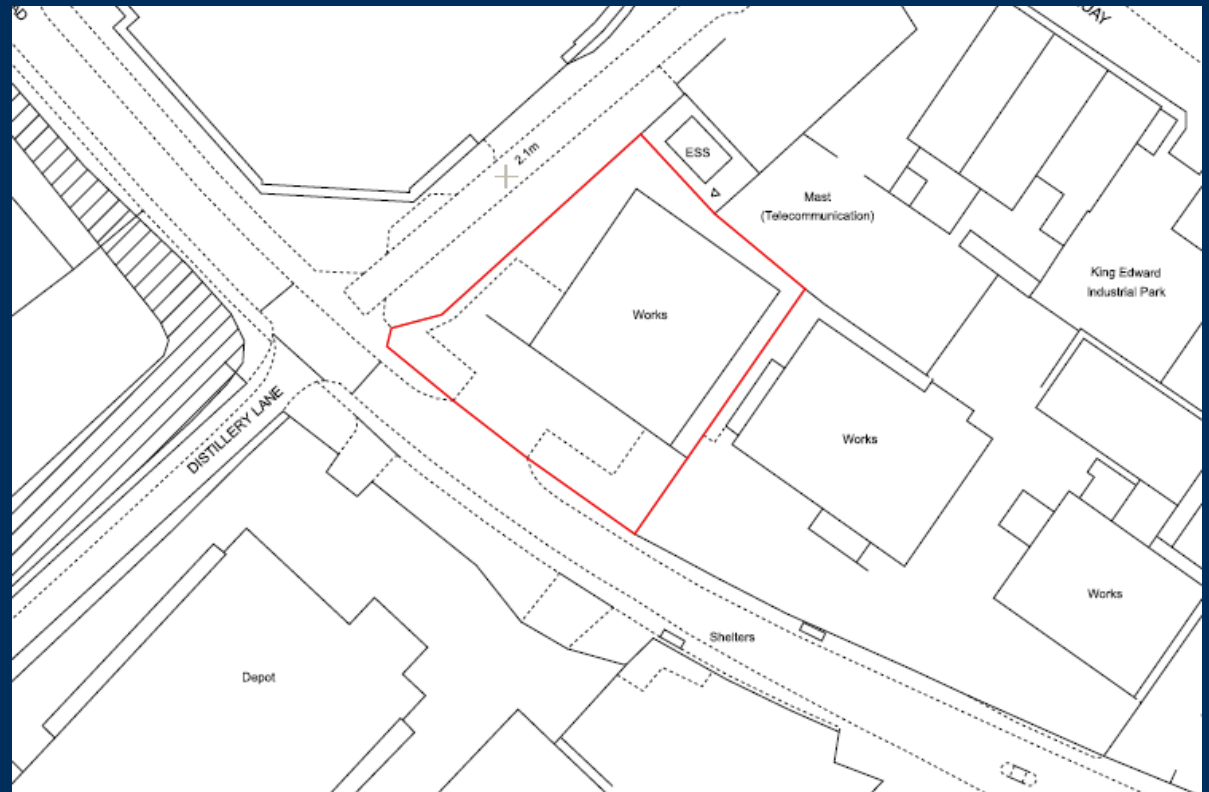 2.1m
ESS
Mast
(Telecommunication)
King Edward
Industrial Park
Works
Works
DISTILLERY LANE
Works
Shelters
Depot